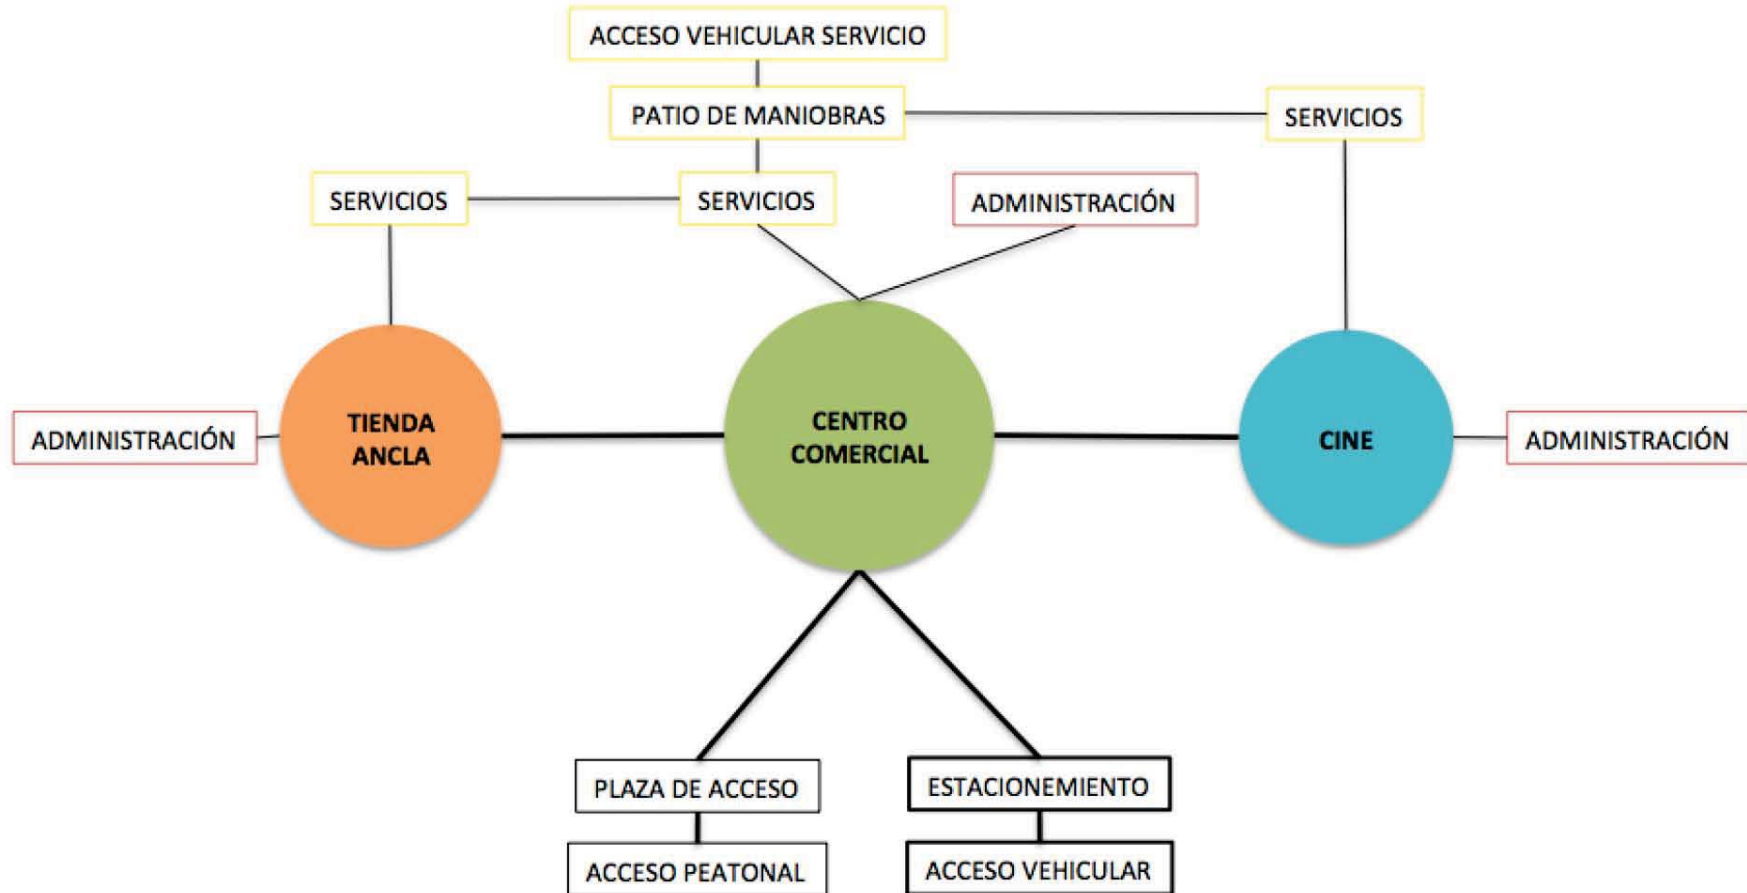 ACCESO VEHICULAR SERVICIO
PATIO DE MANIOBRAS
SERVICIOS
SERVICIOS
SERVICIOS
ADMINISTRACIÓN
ADMINISTRACIÓN
TIENDA
ANCLA
CENTRO
COMERCIAL
CINE
ADMINISTRACIÓN
PLAZA DE ACCESO
ESTACIONEMIENTO
ACCESO PEATONAL
ACCESO VEHICULAR